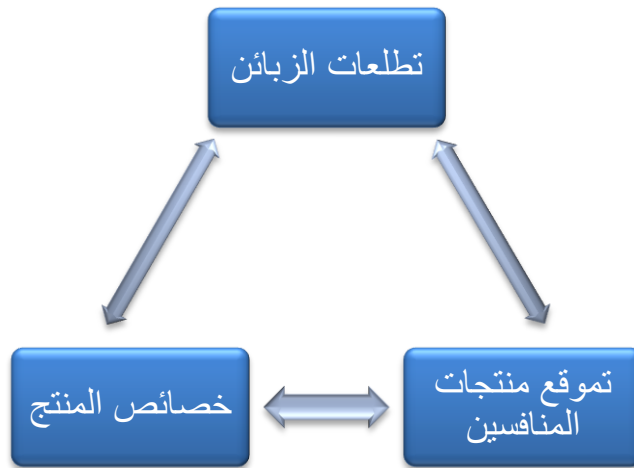 تطلعات الزبائن
تموقع منتجات
المنافسين
خصائص المنتج